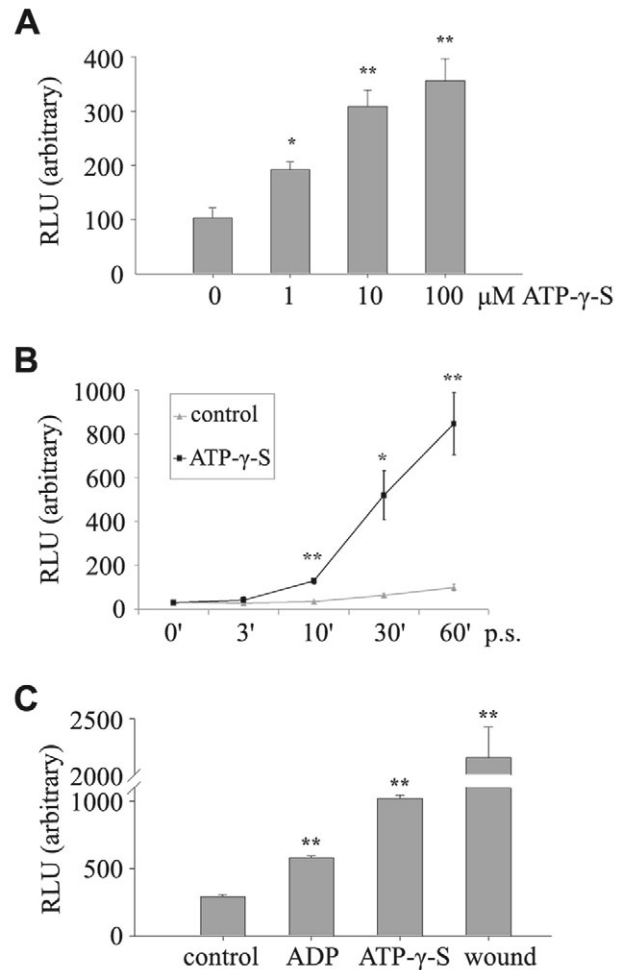 A
RLU (arbitrary)
400
300
200
100
0
*
**
**
0 1 10 100 μM ATP-γ-S
B
RLU (arbitrary)
1000
800
600
400
200
0
control
ATP-γ-S
**
*
**
0' 3' 10' 30' 60' p.s.
C
RLU (arbitrary)
2500
2000
1000
500
0
**
**
**
control ADP ATP-γ-S wound